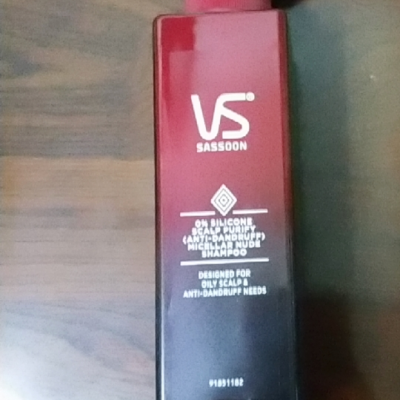 VS
SASSOON
0% SILICONE
SCALP PURIFY
(ANTI-DANDRUFF)
MICELLAR NUDE
SHAMPOO
DESIGNED FOR
OILY SCALP &
ANTI-DANDRUFF NEEDS
91891182